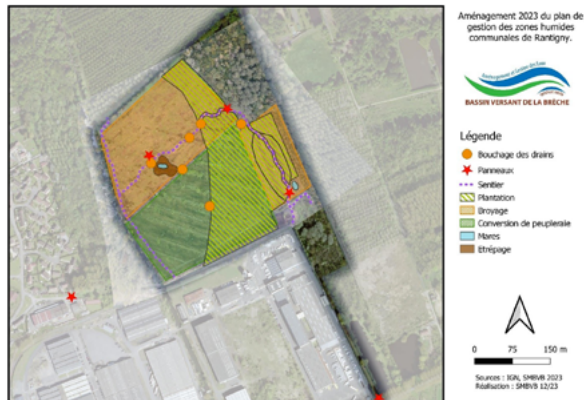 Aménagement 2023 du plan de
gestion des zones humides
communales de Rantigny.
BASSIN VERSANT DE LA BRÈCHE
Légende
Bouchage des drains
Panneaux
Sentier
Plantation
Broyage
Conversion de peupleraie
Mares
Etrépage
0 75 150 m
Sources : IGN, SMBVB 2023
Réalisation : SMBVB 12/23